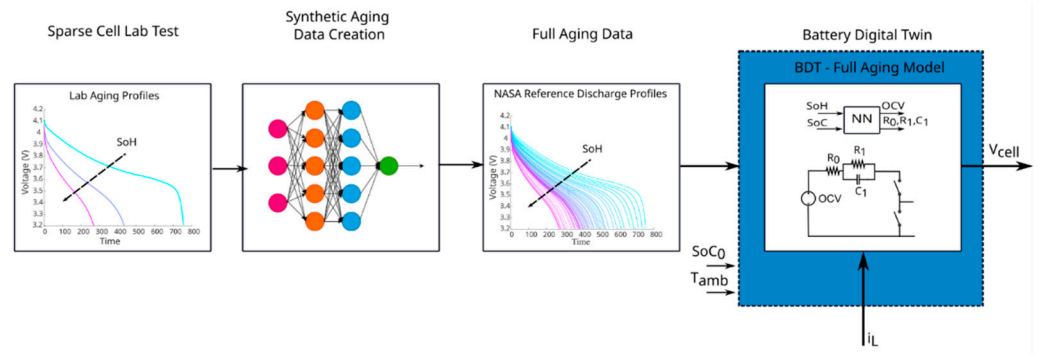 Sparse Cell Lab Test
Synthetic Aging
Data Creation
Full Aging Data
Battery Digital Twin
Lab Aging Profiles
4.2
4.1
4
3.9
3.8
3.7
3.6
3.5
3.4
3.3
3.2
Voltage (V)
SoH
0 100 200 300 400 500 600 700 800
Time
NASA Reference Discharge Profiles
4.2
4.1
4
3.9
3.8
3.7
3.6
3.5
3.4
3.3
3.2
Voltage (V)
SoH
0 100 200 300 400 500 600 700 800
Time
BDT - Full Aging Model
SoH
SoC
NN
OCV
R0,R1,C1
R0
R1
C1
OCV
Vcell
SoC0
Tamb
iL